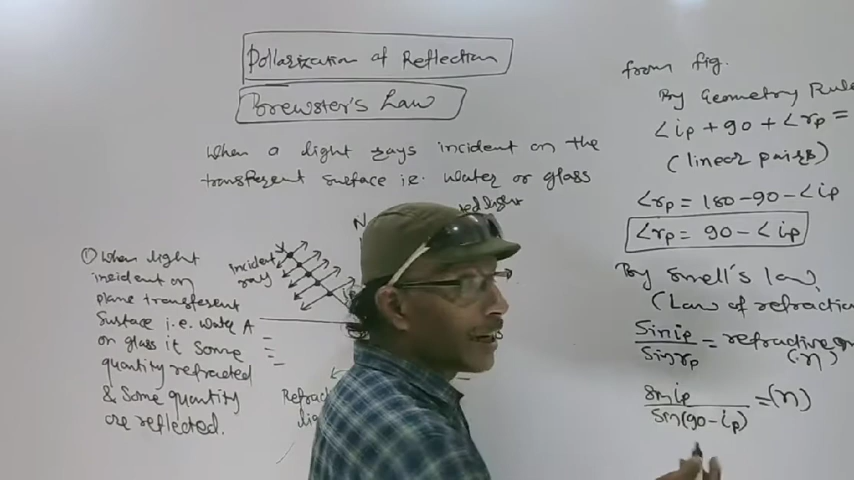 Pollarization of Reflection
Brewster's Law
When a light rays incident on the
transferent surface i.e. water or glass
① When light
incident on
plane transferent
Surface i.e. water
on glass it Some
quantity refracted
& Some quantity
are reflected.
incident
ray
N
A
Refrac
from fig.
By Geometry Rule
∠ip + 90 + ∠rp =
(linear pairs)
∠rp = 180 - 90 - ∠ip
∠rp = 90 - ∠ip
By Smell's law
(Law of refraction
Sin ip / Sin rp = refractive
(n)
Sin ip / Sin(90 - ip) = (n)